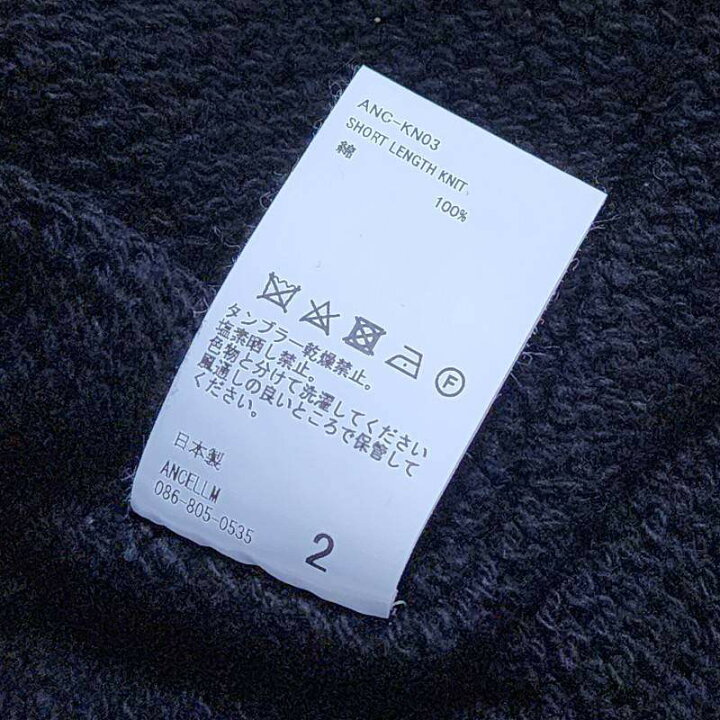 ANC-KN03
SHORT LENGTH KNIT
綿 100%
F
タンブラー乾燥禁止。
塩素晒し禁止。
色物と分けて洗濯してください
風通しの良いところで保管して
ください。
日本製
ANCELLM
086-805-0535
2